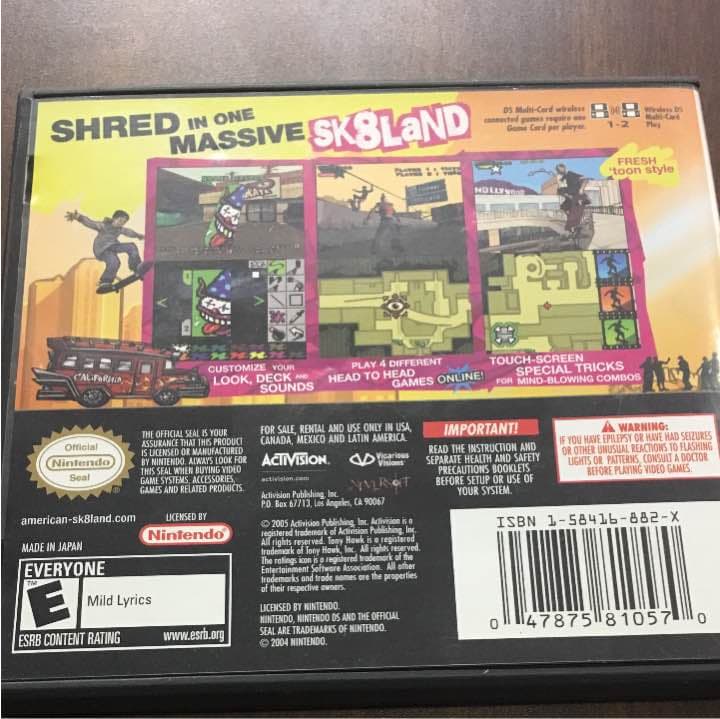 SHRED IN ONE
MASSIVE SK8LaND
DS Multi-Card wireless
connected games require one
Game Card per player.
1-2
Wireless DS
Multi-Card
Play
FRESH
'toon style
HOLLY
CALIFORNIA
CUSTOMIZE YOUR
LOOK, DECK AND
SOUNDS
PLAY 4 DIFFERENT
HEAD TO HEAD
GAMES ONLINE!
TOUCH-SCREEN
SPECIAL TRICKS
FOR MIND-BLOWING COMBOS
Official
Nintendo
Seal
®
THE OFFICIAL SEAL IS YOUR
ASSURANCE THAT THIS PRODUCT
IS LICENSED OR MANUFACTURED
BY NINTENDO. ALWAYS LOOK FOR
THIS SEAL WHEN BUYING VIDEO
GAME SYSTEMS, ACCESSORIES,
GAMES AND RELATED PRODUCTS.
american-sk8land.com
LICENSED BY
Nintendo®
MADE IN JAPAN
EVERYONE
TM
E
Mild Lyrics
ESRB CONTENT RATING www.esrb.org
FOR SALE, RENTAL AND USE ONLY IN USA,
CANADA, MEXICO AND LATIN AMERICA.
ACTIVISION.
activision.com
Vicarious
Visions
NEVERSOFT
Activision Publishing, Inc.
P.O. Box 67713, Los Angeles, CA 90067
© 2005 Activision Publishing, Inc. Activision is a
registered trademark of Activision Publishing, Inc.
All rights reserved. Tony Hawk is a registered
trademark of Tony Hawk, Inc. All rights reserved.
The ratings icon is a registered trademark of the
Entertainment Software Association. All other
trademarks and trade names are the properties
of their respective owners.
LICENSED BY NINTENDO.
NINTENDO, NINTENDO DS AND THE OFFICIAL
SEAL ARE TRADEMARKS OF NINTENDO.
© 2004 NINTENDO.
IMPORTANT!
READ THE INSTRUCTION AND
SEPARATE HEALTH AND SAFETY
PRECAUTIONS BOOKLETS
BEFORE SETUP OR USE OF
YOUR SYSTEM.
WARNING:
IF YOU HAVE EPILEPSY OR HAVE HAD SEIZURES
OR OTHER UNUSUAL REACTIONS TO FLASHING
LIGHTS OR PATTERNS, CONSULT A DOCTOR
BEFORE PLAYING VIDEO GAMES.
ISBN 1-58416-882-X
0 47875 81057 0